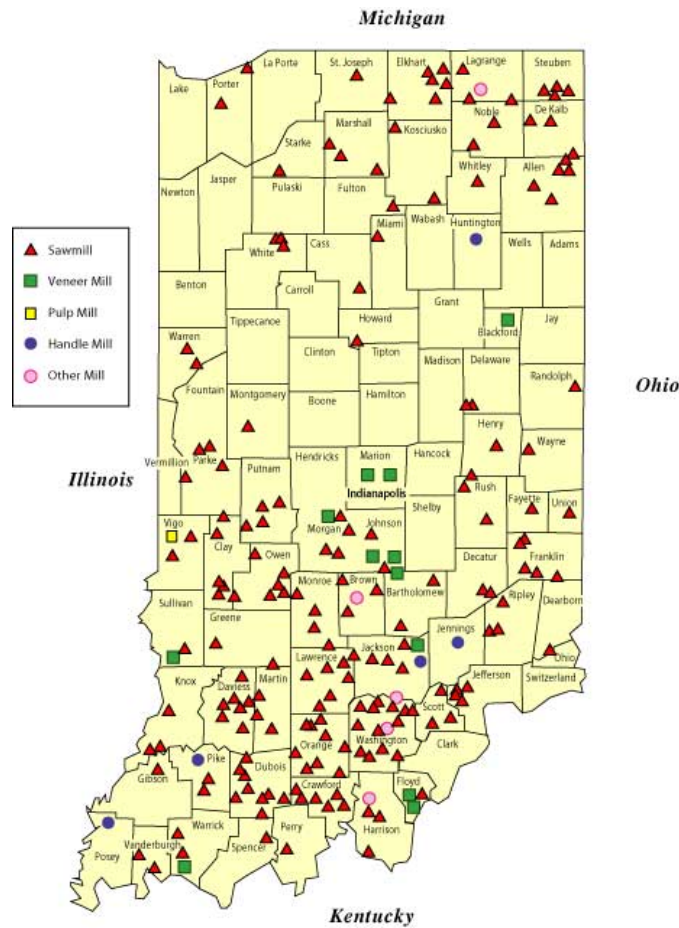 Michigan
La Porte
St. Joseph
Elkhart
Lagrange
Steuben
Lake
Porter
Noble
De Kalb
Marshall
Kosciusko
Starke
Whitley
Allen
Newton
Jasper
Pulaski
Fulton
Miami
Wabash
Huntington
Wells
Adams
White
Cass
Sawmill
Veneer Mill
Pulp Mill
Handle Mill
Other Mill
Benton
Carroll
Grant
Tippecanoe
Howard
Blackford
Jay
Warren
Clinton
Tipton
Madison
Delaware
Randolph
Ohio
Fountain
Montgomery
Boone
Hamilton
Henry
Wayne
Illinois
Vermillion
Parke
Putnam
Hendricks
Marion
Hancock
Indianapolis
Rush
Fayette
Union
Shelby
Vigo
Morgan
Johnson
Clay
Owen
Decatur
Franklin
Monroe
Brown
Bartholomew
Ripley
Dearborn
Sullivan
Greene
Jennings
Lawrence
Jackson
Ohio
Knox
Daviess
Martin
Jefferson
Switzerland
Scott
Washington
Orange
Clark
Pike
Dubois
Gibson
Crawford
Floyd
Warrick
Perry
Harrison
Posey
Vanderburgh
Spencer
Kentucky